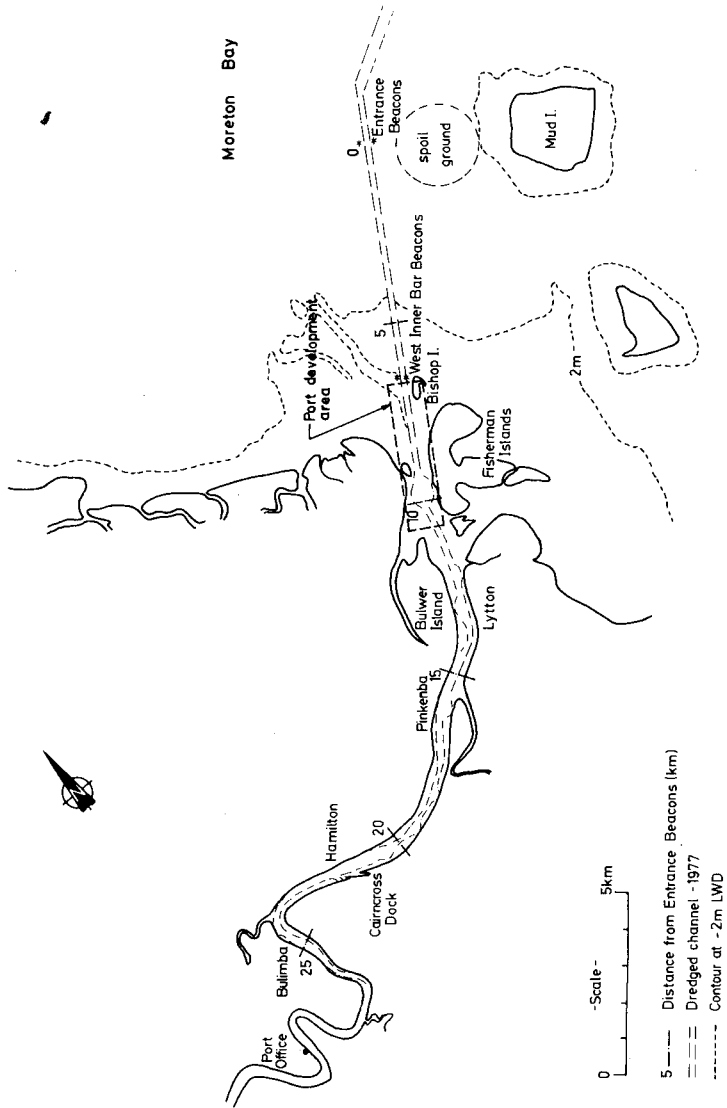 Moreton Bay
0
*Entrance
Beacons
spoil
ground
Mud I.
5
West Inner Bar Beacons
Bishop I.
Port development
area
2m
Fisherman
Islands
10
Bulwer
Island
Lytton
Pinkenba
15
Hamilton
20
Cairncross
Dock
Bulimba
25
Port
Office
-Scale-
0
5km
5 Distance from Entrance Beacons (km)
Dredged channel -1977
Contour at -2m LWD